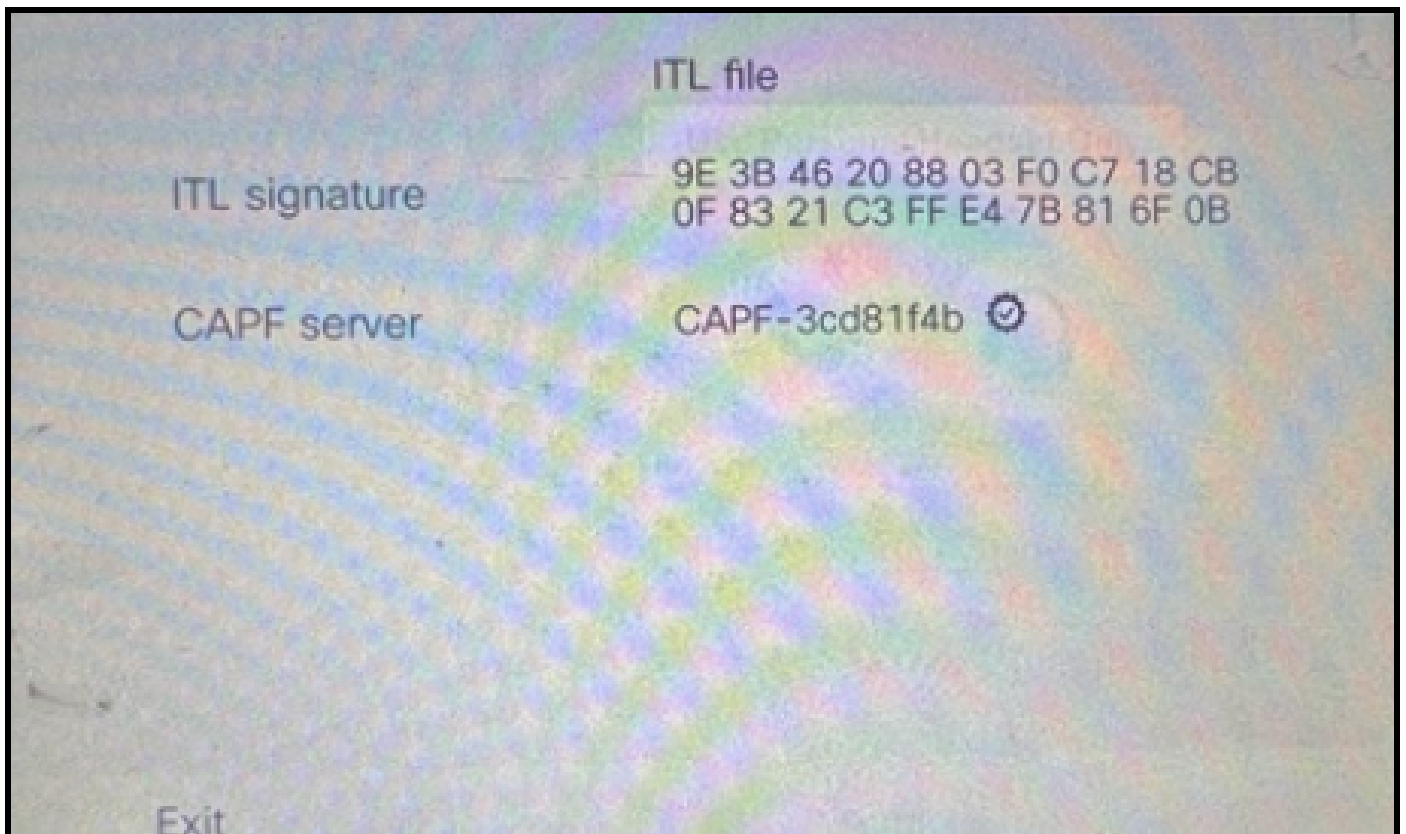 ITL file
ITL signature
9E 3B 46 20 88 03 F0 C7 18 CB
0F 83 21 C3 FF E4 7B 81 6F 0B
CAPF server
CAPF-3cd81f4b
Exit